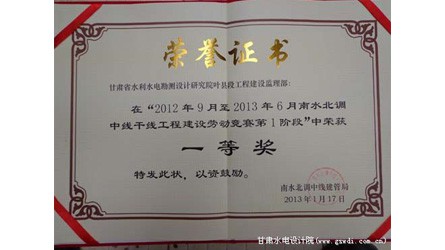 荣誉证书
甘肃省水利水电勘测设计研究院叶县段工程建设监理部：
在“2012年9月至2013年6月南水北调
中线干线工程建设劳动竞赛第1阶段”中荣获
一等奖
特发此状，以资鼓励。
南水北调中线建管局
2013年1月17日
甘肃水电设计院(www.gswdi.com.cn)